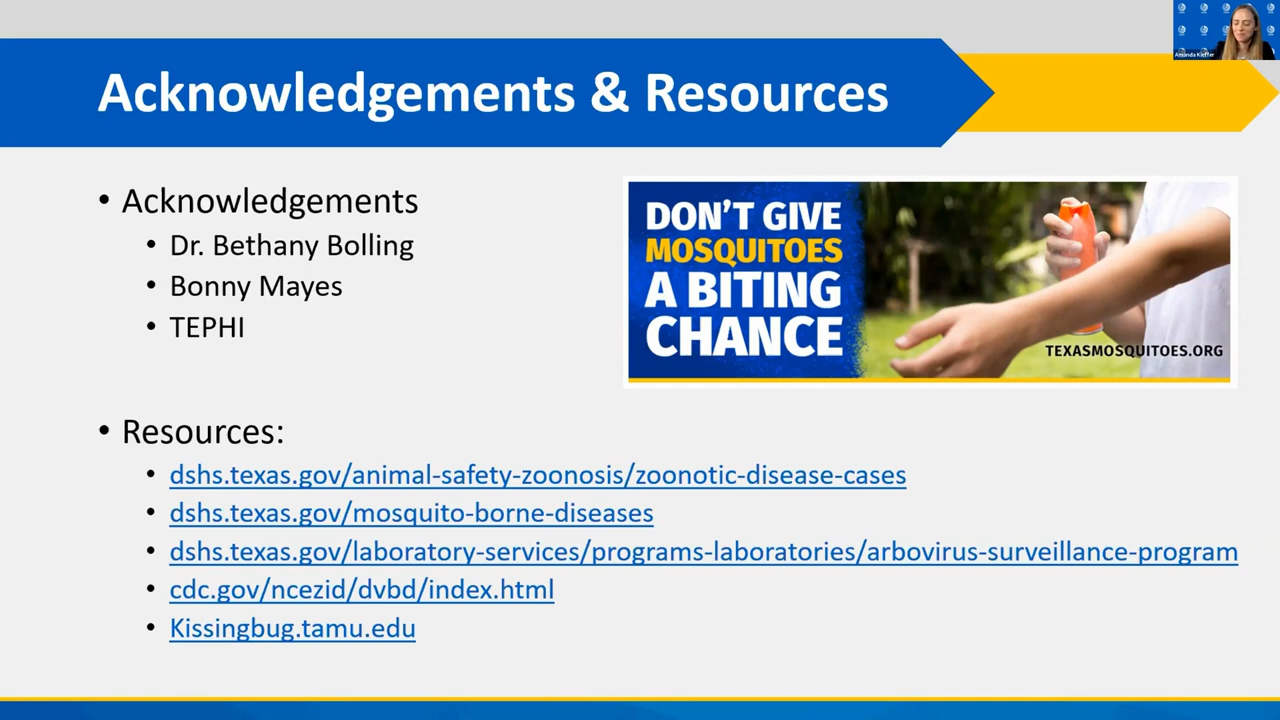 Amanda Kieffer
Acknowledgements & Resources
• Acknowledgements
• Dr. Bethany Bolling
• Bonny Mayes
• TEPHI
DON'T GIVE
MOSQUITOES
A BITING
CHANCE
TEXASMOSQUITOES.ORG
• Resources:
• dshs.texas.gov/animal-safety-zoonosis/zoonotic-disease-cases
• dshs.texas.gov/mosquito-borne-diseases
• dshs.texas.gov/laboratory-services/programs-laboratories/arbovirus-surveillance-program
• cdc.gov/ncezid/dvbd/index.html
• Kissingbug.tamu.edu